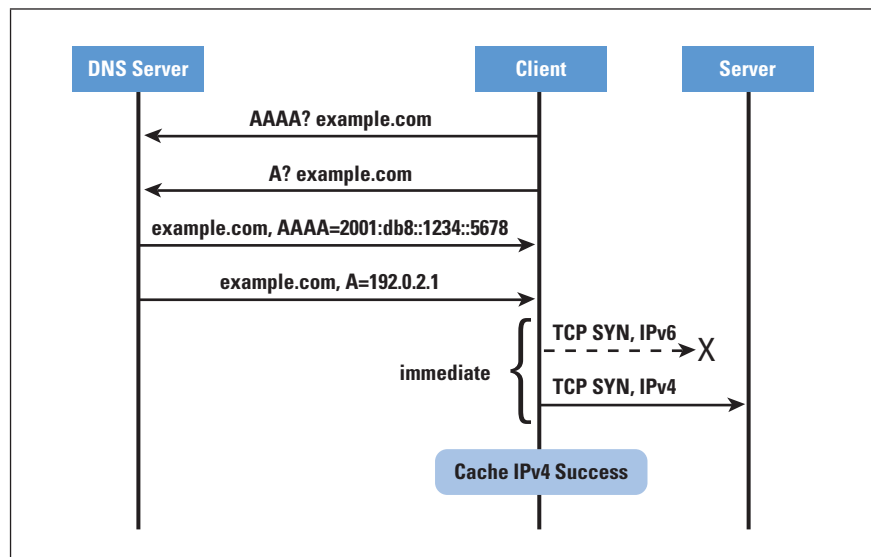 DNS Server
Client
Server
AAAA? example.com
A? example.com
example.com, AAAA=2001:db8::1234::5678
example.com, A=192.0.2.1
immediate
TCP SYN, IPv6
X
TCP SYN, IPv4
Cache IPv4 Success